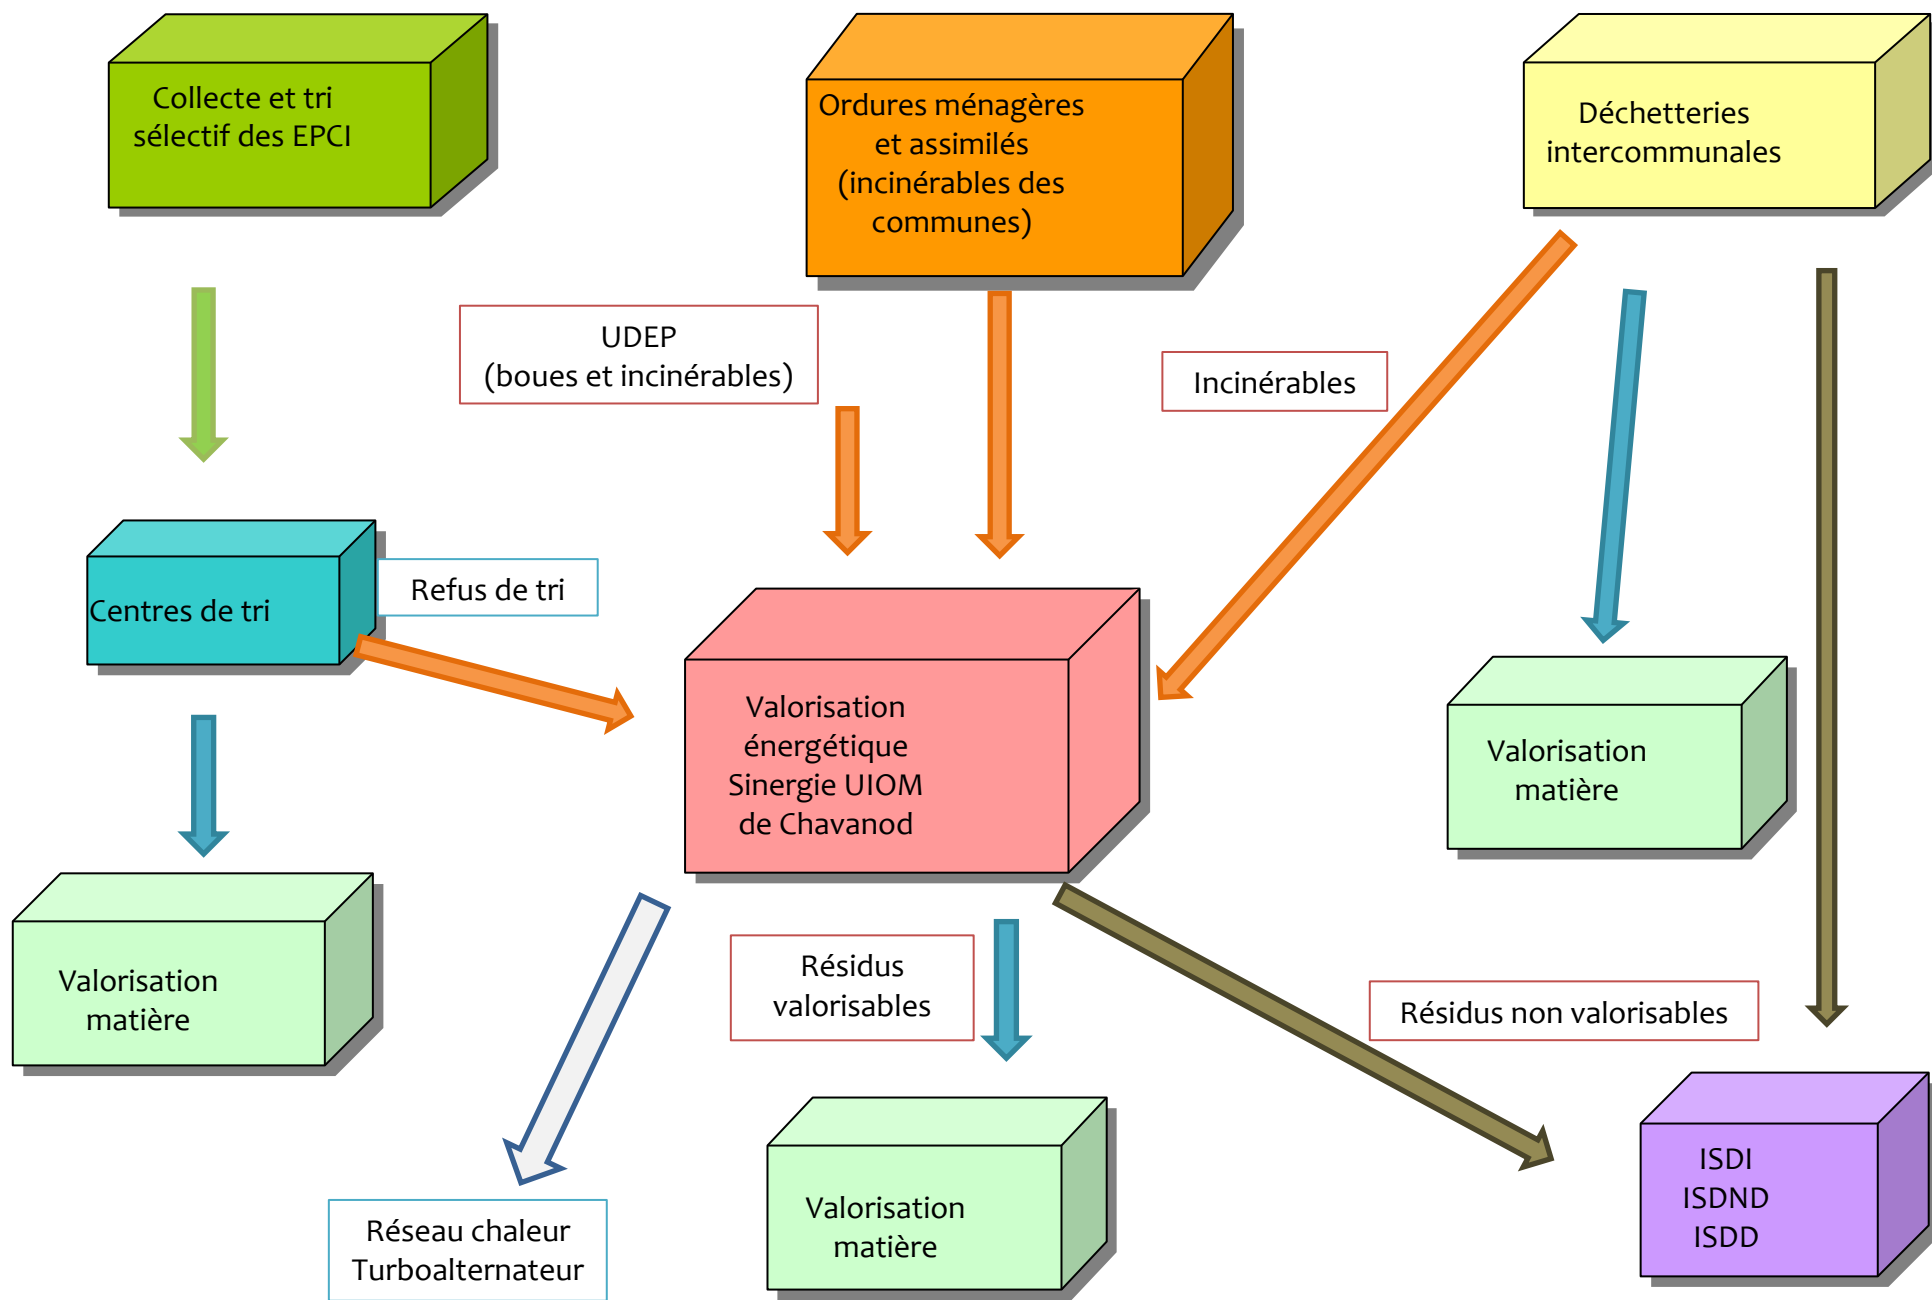 Collecte et tri
sélectif des EPCI
Ordures ménagères
et assimilés
(incinérables des
communes)
Déchetteries
intercommunales
UDEP
(boues et incinérables)
Incinérables
Centres de tri
Refus de tri
Valorisation
énergétique
Sinergie UIOM
de Chavanod
Valorisation
matière
Valorisation
matière
Résidus
valorisables
Résidus non valorisables
Réseau chaleur
Turboalternateur
Valorisation
matière
ISDI
ISDND
ISDD